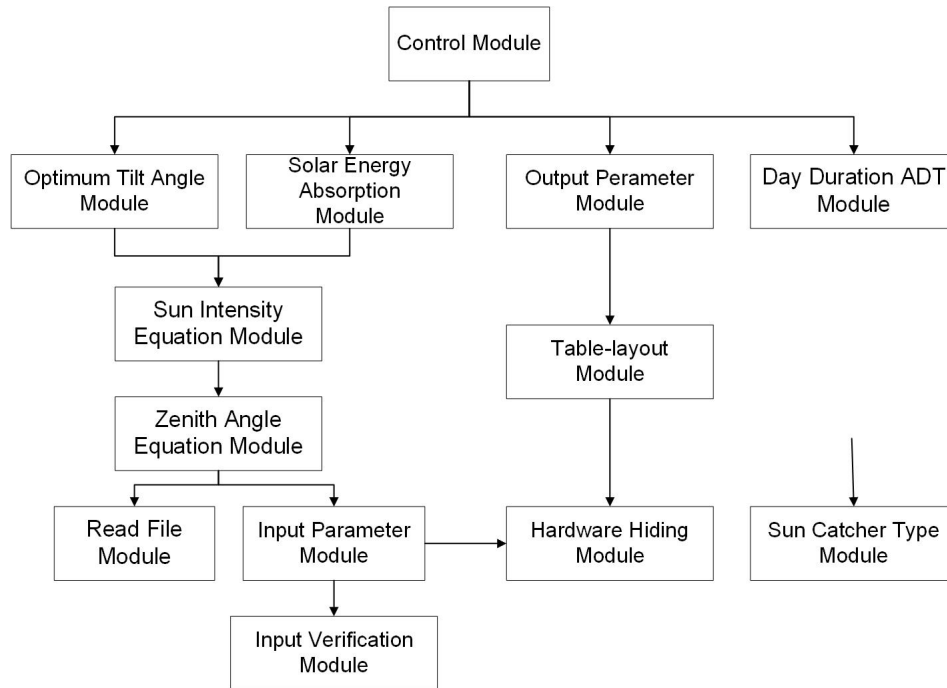 Control Module
Optimum Tilt Angle
Module
Solar Energy
Absorption
Module
Output Perameter
Module
Day Duration ADT
Module
Sun Intensity
Equation Module
Table-layout
Module
Zenith Angle
Equation Module
Read File
Module
Input Parameter
Module
Hardware Hiding
Module
Sun Catcher Type
Module
Input Verification
Module